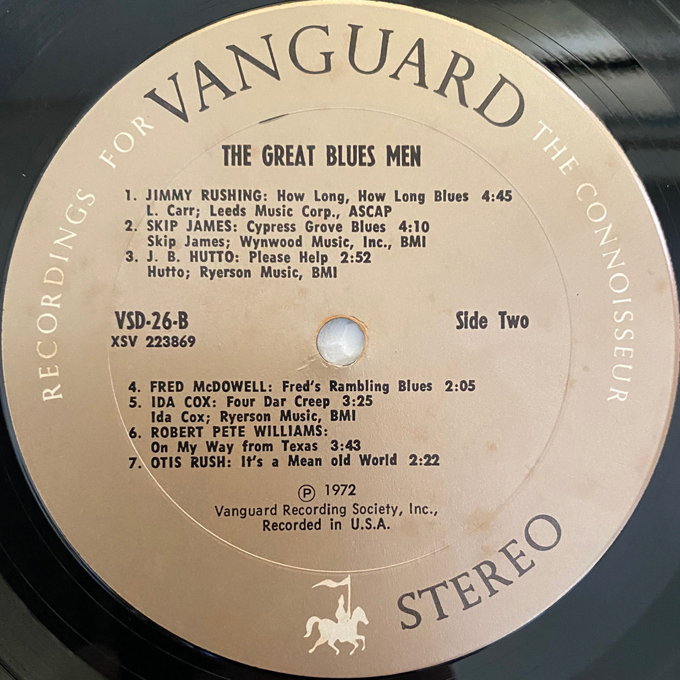 VANGUARD
RECORDINGS FOR
THE CONNOISSEUR
THE GREAT BLUES MEN
1. JIMMY RUSHING: How Long, How Long Blues 4:45
L. Carr; Leeds Music Corp., ASCAP
2. SKIP JAMES: Cypress Grove Blues 4:10
Skip James; Wynwood Music, Inc., BMI
3. J. B. HUTTO: Please Help 2:52
Hutto; Ryerson Music, BMI
VSD-26-B Side Two
XSV 223869
4. FRED McDOWELL: Fred's Rambling Blues 2:05
5. IDA COX: Four Dar Creep 3:25
Ida Cox; Ryerson Music, BMI
6. ROBERT PETE WILLIAMS:
On My Way from Texas 3:43
7. OTIS RUSH: It's a Mean old World 2:22
Ⓟ 1972
Vanguard Recording Society, Inc.,
Recorded in U.S.A.
STEREO